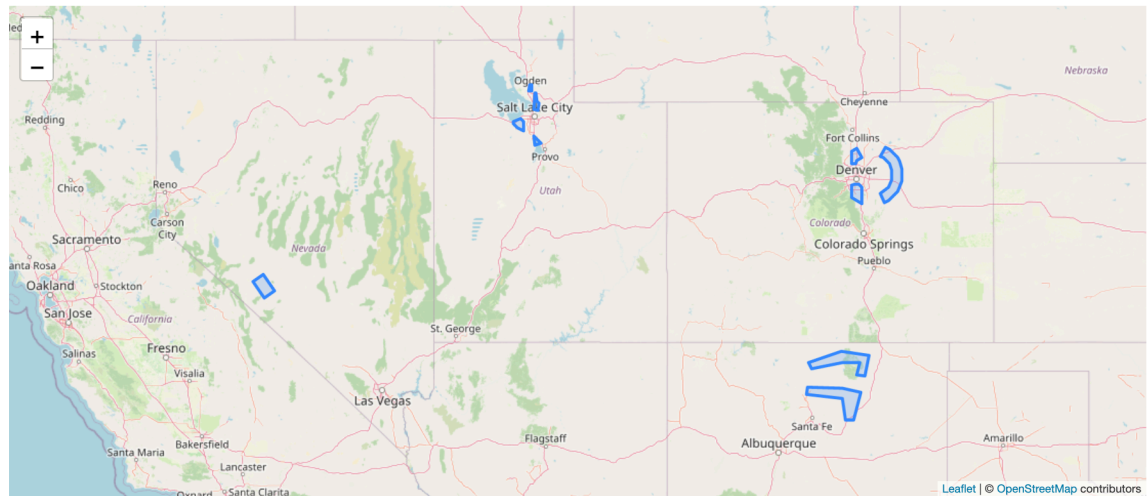 +
−
Ogden
Salt Lake City
Nebraska
Cheyenne
Redding
Fort Collins
Provo
Denver
Chico
Reno
Utah
Carson
City
Colorado
Sacramento
Nevada
Colorado Springs
Pueblo
anta Rosa
Oakland
Stockton
San Jose
California
St. George
Salinas
Fresno
Visalia
Las Vegas
Santa Fe
Albuquerque
Bakersfield
Flagstaff
Amarillo
Santa Maria
Lancaster
Oxnard
Santa Clarita
Leaflet | © OpenStreetMap contributors